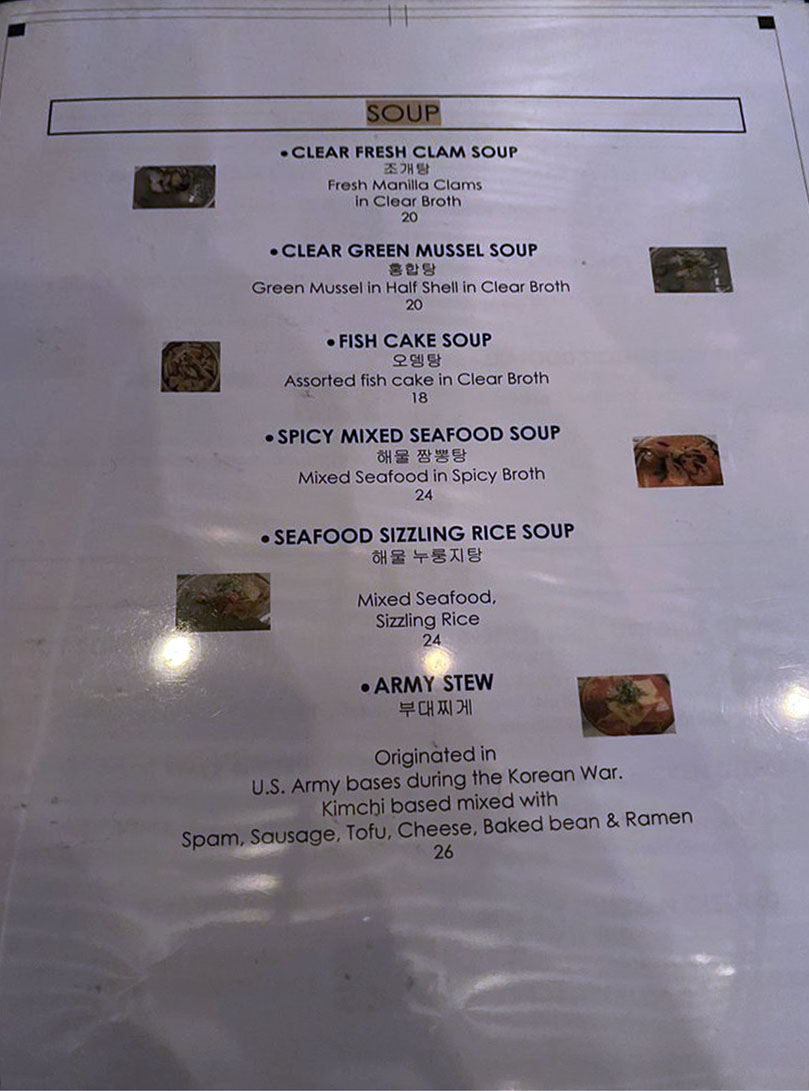 SOUP
• CLEAR FRESH CLAM SOUP
조개탕
Fresh Manilla Clams
in Clear Broth
20
• CLEAR GREEN MUSSEL SOUP
홍합탕
Green Mussel in Half Shell in Clear Broth
20
• FISH CAKE SOUP
오뎅탕
Assorted fish cake in Clear Broth
18
• SPICY MIXED SEAFOOD SOUP
해물 짬뽕탕
Mixed Seafood in Spicy Broth
24
• SEAFOOD SIZZLING RICE SOUP
해물 누룽지탕
Mixed Seafood,
Sizzling Rice
24
• ARMY STEW
부대찌게
Originated in
U.S. Army bases during the Korean War.
Kimchi based mixed with
Spam, Sausage, Tofu, Cheese, Baked bean & Ramen
26